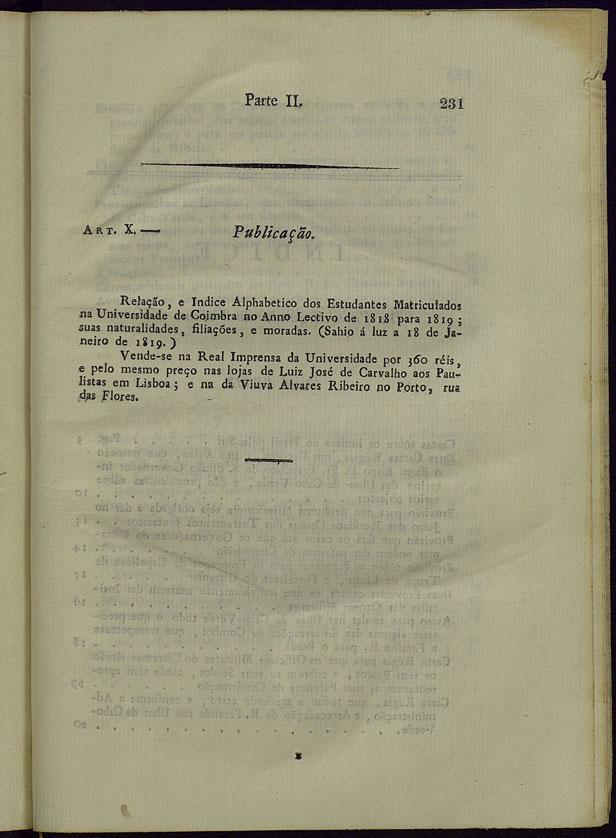 Parte II. 231
ART. X. — Publicação.
Relação, e Indice Alphabetico dos Estudantes Matriculados
na Universidade de Coimbra no Anno Lectivo de 1818 para 1819;
suas naturalidades, filiações, e moradas. (Sahio á luz a 18 de Ja-
neiro de 1819.)
Vende-se na Real Imprensa da Universidade por 360 réis,
e pelo mesmo preço nas lojas de Luiz José de Carvalho aos Pau-
listas em Lisboa; e na da Viuva Alvares Ribeiro no Porto, rua
das Flores.